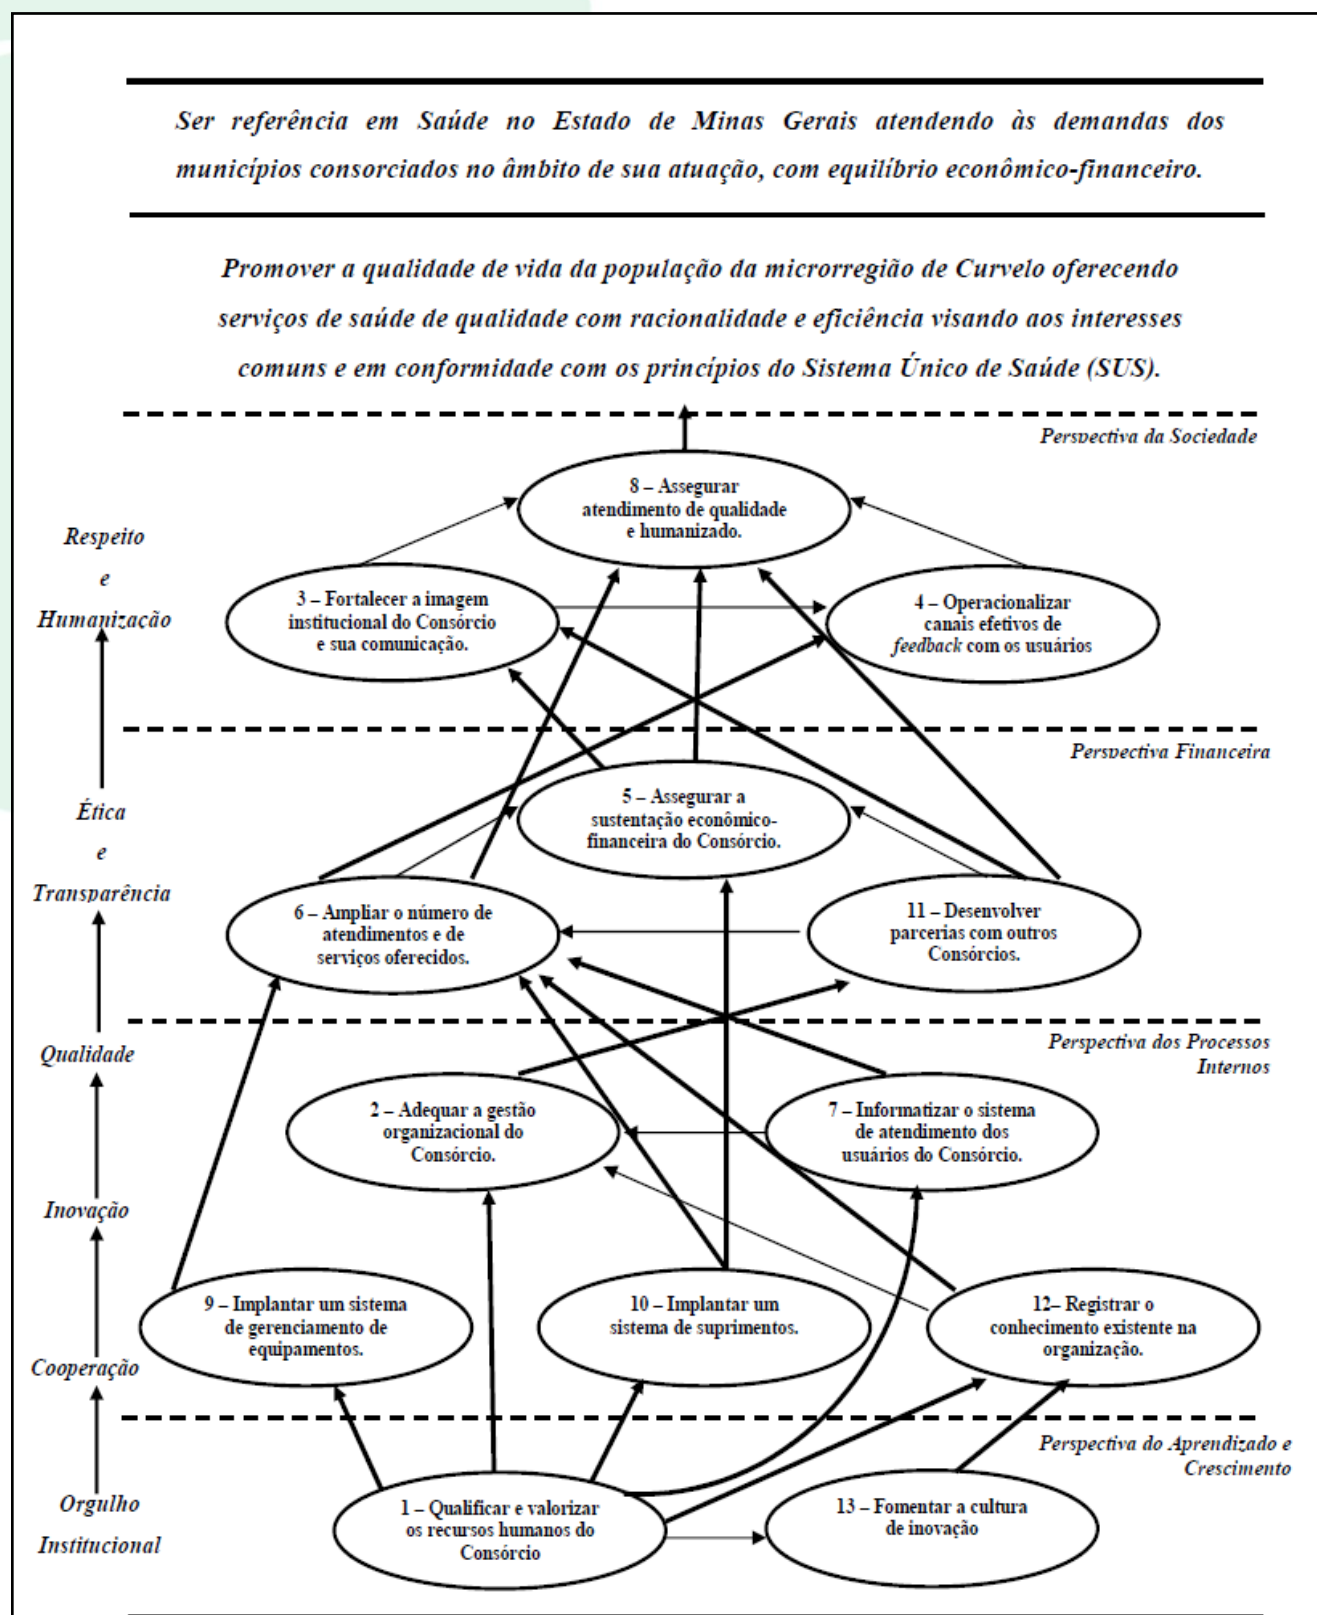 Ser referência em Saúde no Estado de Minas Gerais atendendo às demandas dos
municípios consorciados no âmbito de sua atuação, com equilíbrio econômico-financeiro.
Promover a qualidade de vida da população da microrregião de Curvelo oferecendo
serviços de saúde de qualidade com racionalidade e eficiência visando aos interesses
comuns e em conformidade com os princípios do Sistema Único de Saúde (SUS).
Perspectiva da Sociedade
8 – Assegurar
atendimento de qualidade
e humanizado.
Respeito
e
Humanização
3 – Fortalecer a imagem
institucional do Consórcio
e sua comunicação.
4 – Operacionalizar
canais efetivos de
feedback com os usuários
Perspectiva Financeira
5 – Assegurar a
sustentação econômico-
financeira do Consórcio.
Ética
e
Transparência
6 – Ampliar o número de
atendimentos e de
serviços oferecidos.
11 – Desenvolver
parcerias com outros
Consórcios.
Perspectiva dos Processos
Internos
Qualidade
2 – Adequar a gestão
organizacional do
Consórcio.
7 – Informatizar o sistema
de atendimento dos
usuários do Consórcio.
Inovação
9 – Implantar um sistema
de gerenciamento de
equipamentos.
10 – Implantar um
sistema de suprimentos.
12– Registrar o
conhecimento existente na
organização.
Cooperação
Perspectiva do Aprendizado e
Crescimento
Orgulho
Institucional
1 – Qualificar e valorizar
os recursos humanos do
Consórcio
13 – Fomentar a cultura
de inovação